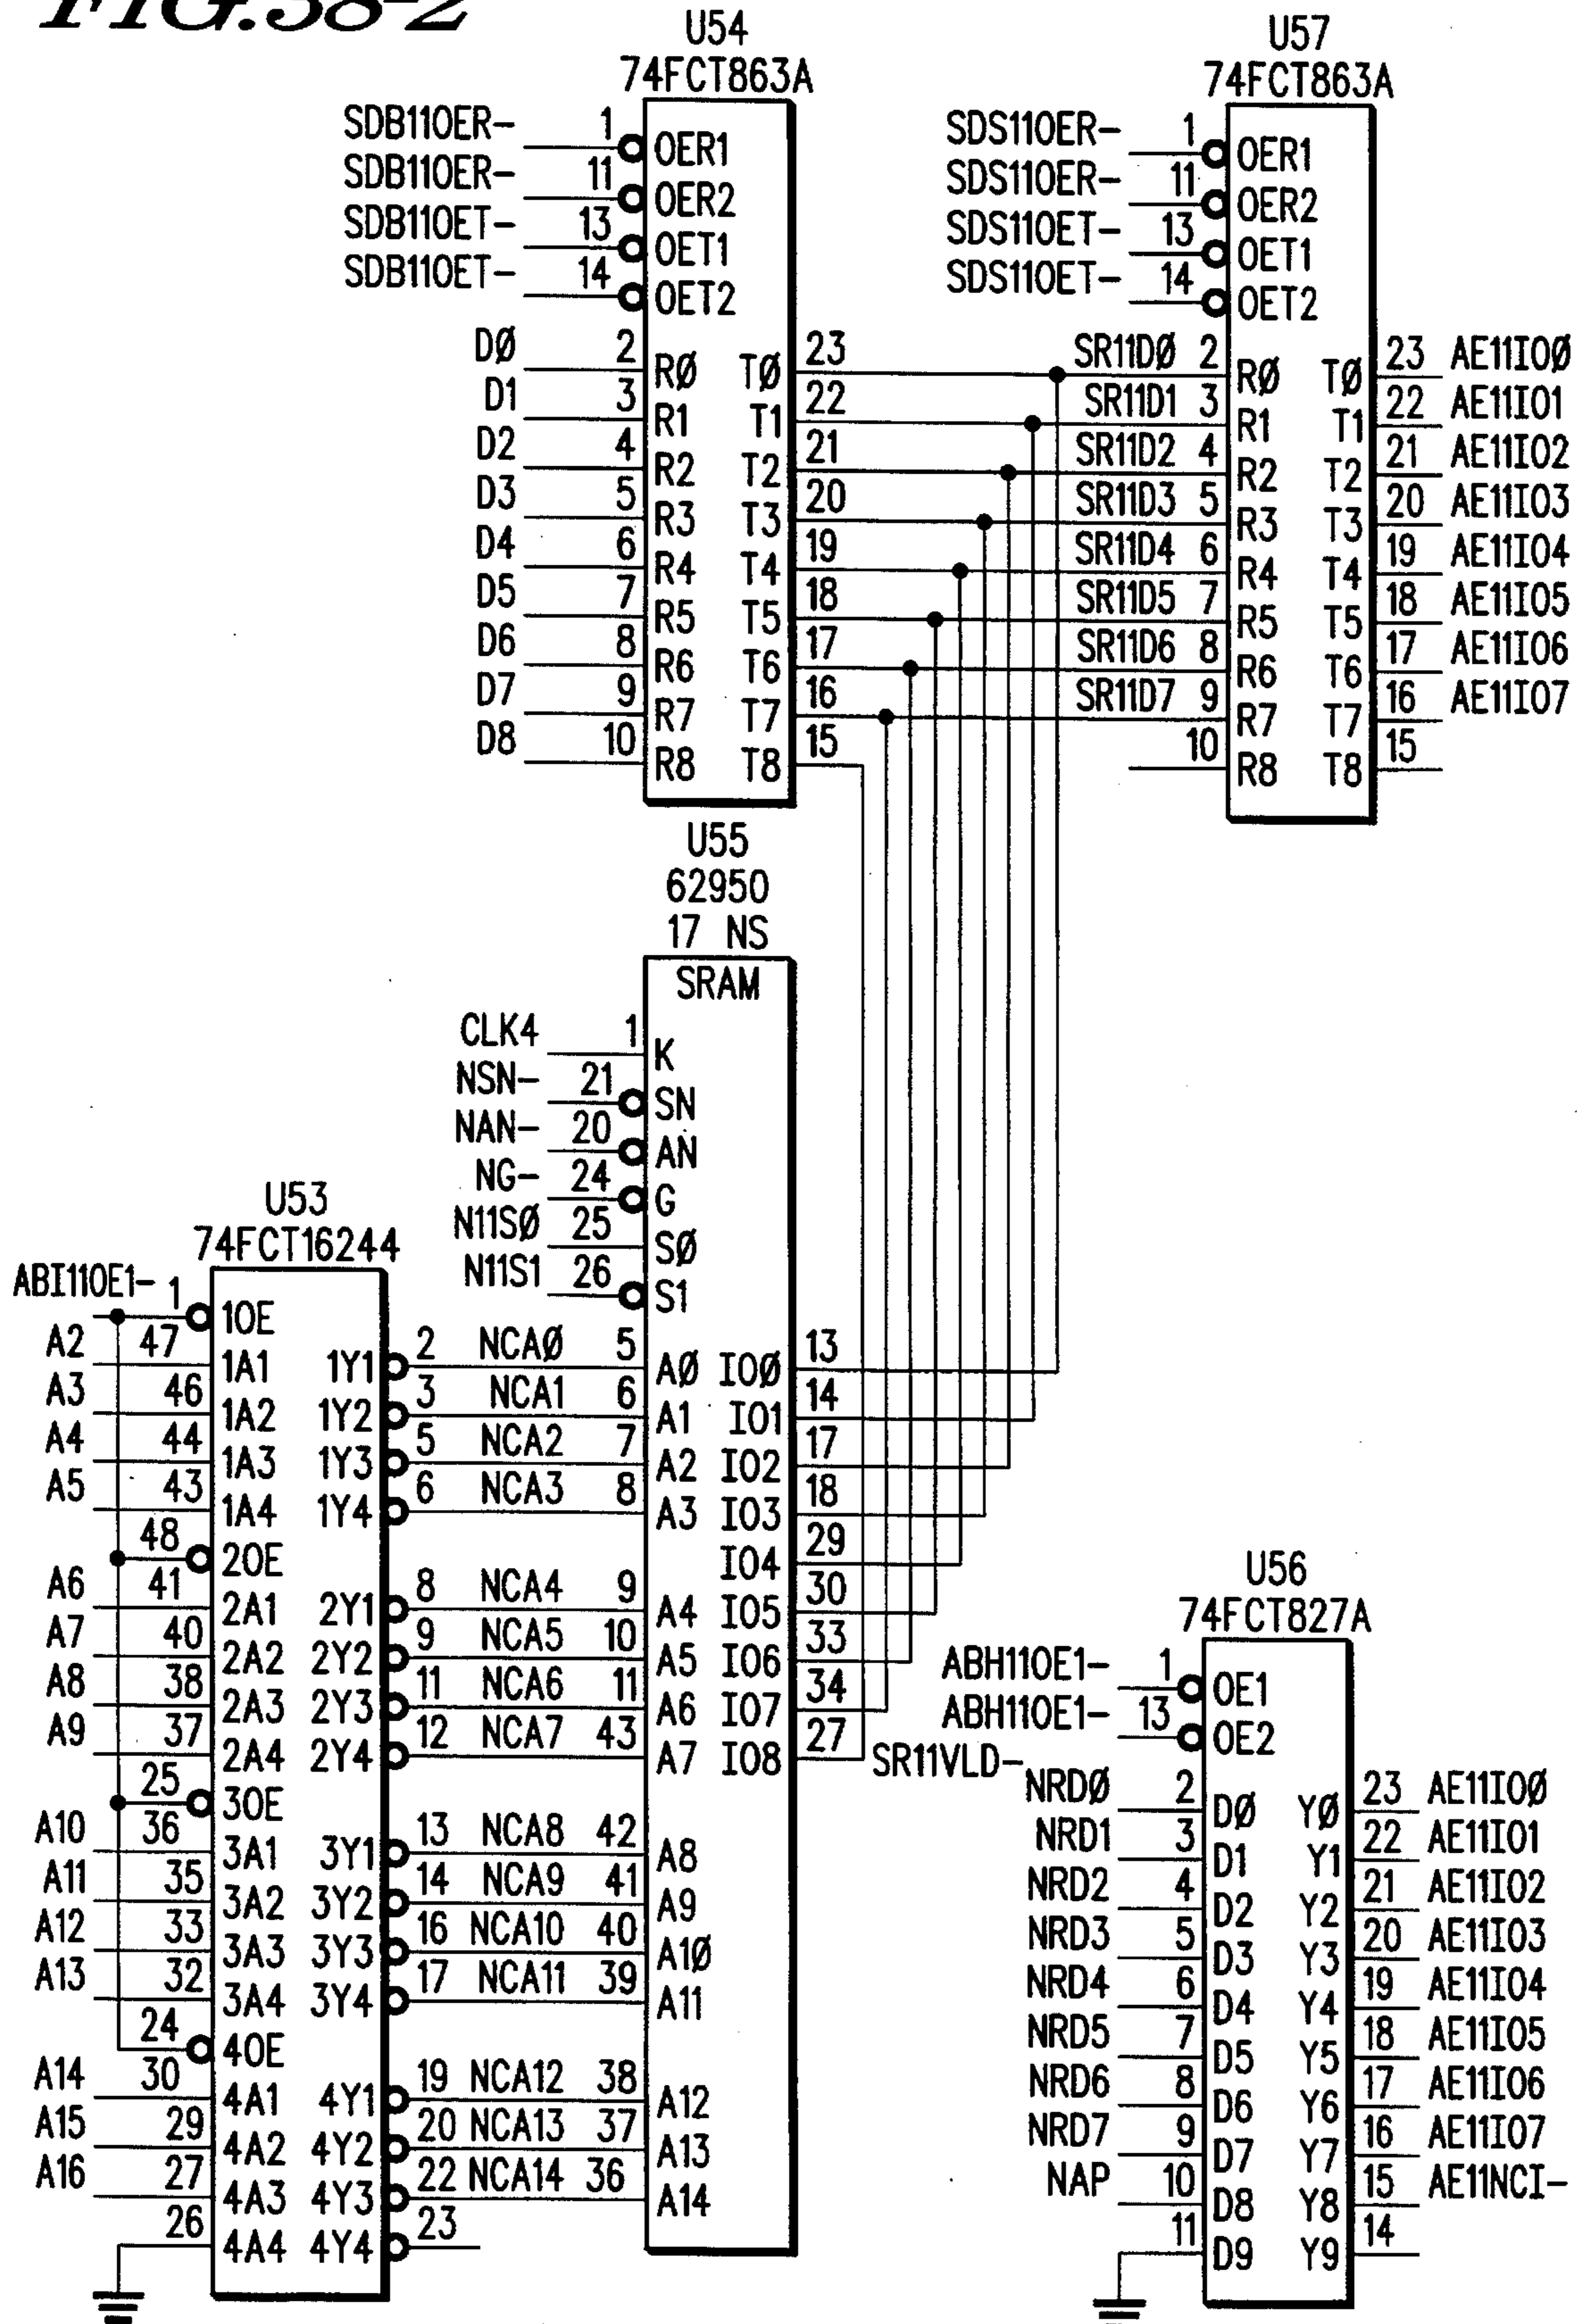 FIG.38-2
U54
74FCT863A
SDB11OER- 1 OER1
SDB11OER- 11 OER2
SDB11OET- 13 OET1
SDB11OET- 14 OET2
DØ 2 RØ TØ 23
D1 3 R1 T1 22
D2 4 R2 T2 21
D3 5 R3 T3 20
D4 6 R4 T4 19
D5 7 R5 T5 18
D6 8 R6 T6 17
D7 9 R7 T7 16
D8 10 R8 T8 15
U57
74FCT863A
SDS11OER- 1 OER1
SDS11OER- 11 OER2
SDS11OET- 13 OET1
SDS11OET- 14 OET2
SR11DØ 2 RØ TØ 23 AE11IOØ
SR11D1 3 R1 T1 22 AE11IO1
SR11D2 4 R2 T2 21 AE11IO2
SR11D3 5 R3 T3 20 AE11IO3
SR11D4 6 R4 T4 19 AE11IO4
SR11D5 7 R5 T5 18 AE11IO5
SR11D6 8 R6 T6 17 AE11IO6
SR11D7 9 R7 T7 16 AE11IO7
10 R8 T8 15
U55
62950
17 NS
SRAM
CLK4 1 K
NSN- 21 SN
NAN- 20 AN
NG- 24 G
N11SØ 25 SØ
N11S1 26 S1
NCAØ 5 AØ IOØ 13
NCA1 6 A1 IO1 14
NCA2 7 A2 IO2 17
NCA3 8 A3 IO3 18
IO4 29
NCA4 9 A4 IO5 30
NCA5 10 A5 IO6 33
NCA6 11 A6 IO7 34
NCA7 43 A7 IO8 27
SR11VLD-
NCA8 42 A8
NCA9 41 A9
NCA10 40 A1Ø
NCA11 39 A11
NCA12 38 A12
NCA13 37 A13
NCA14 36 A14
U53
74FCT16244
ABI11OE1- 1 1OE
A2 47 1A1 1Y1 2
A3 46 1A2 1Y2 3
A4 44 1A3 1Y3 5
A5 43 1A4 1Y4 6
48 2OE
A6 41 2A1 2Y1 8
A7 40 2A2 2Y2 9
A8 38 2A3 2Y3 11
A9 37 2A4 2Y4 12
25 3OE
A10 36 3A1 3Y1 13
A11 35 3A2 3Y2 14
A12 33 3A3 3Y3 16
A13 32 3A4 3Y4 17
24 4OE
A14 30 4A1 4Y1 19
A15 29 4A2 4Y2 20
A16 27 4A3 4Y3 22
26 4A4 4Y4 23
U56
74FCT827A
ABH11OE1- 1 OE1
ABH11OE1- 13 OE2
NRDØ 2 DØ YØ 23 AE11IOØ
NRD1 3 D1 Y1 22 AE11IO1
NRD2 4 D2 Y2 21 AE11IO2
NRD3 5 D3 Y3 20 AE11IO3
NRD4 6 D4 Y4 19 AE11IO4
NRD5 7 D5 Y5 18 AE11IO5
NRD6 8 D6 Y6 17 AE11IO6
NRD7 9 D7 Y7 16 AE11IO7
NAP 10 D8 Y8 15 AE11NCI-
11 D9 Y9 14